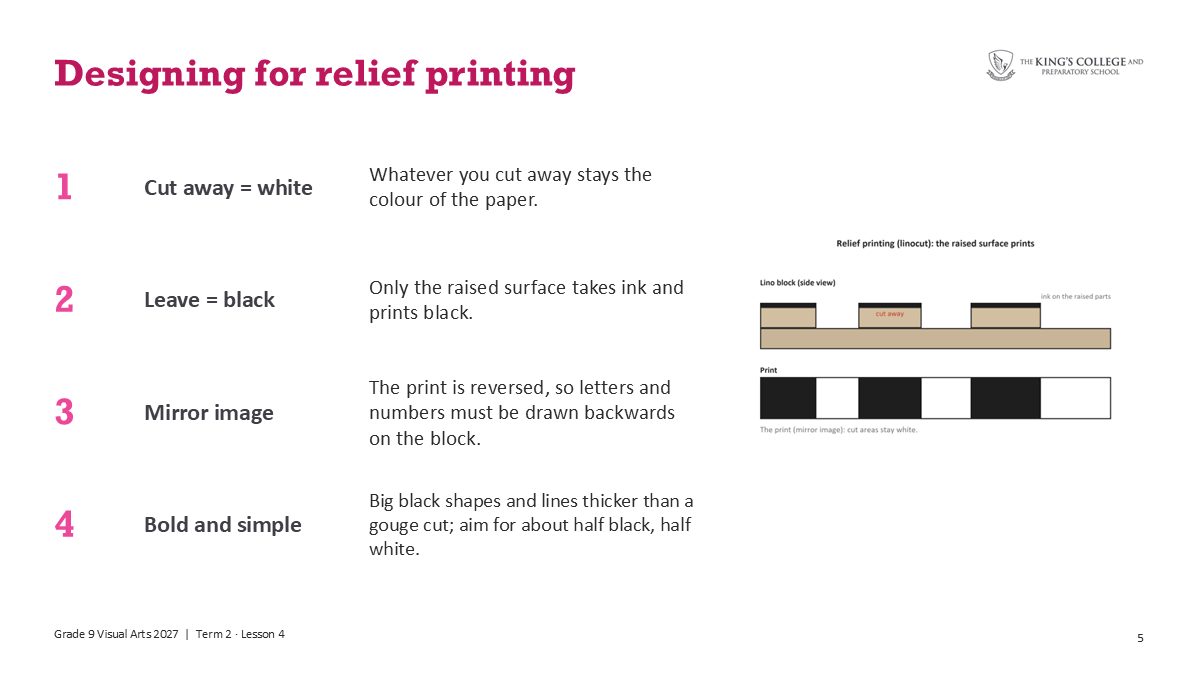 Designing for relief printing
THE KING'S COLLEGE AND
PREPARATORY SCHOOL
1
Cut away = white
Whatever you cut away stays the
colour of the paper.
2
Leave = black
Only the raised surface takes ink and
prints black.
3
Mirror image
The print is reversed, so letters and
numbers must be drawn backwards
on the block.
4
Bold and simple
Big black shapes and lines thicker than a
gouge cut; aim for about half black, half
white.
Relief printing (linocut): the raised surface prints
Lino block (side view)
ink on the raised parts
cut away
Print
The print (mirror image): cut areas stay white.
Grade 9 Visual Arts 2027 | Term 2 · Lesson 4
5